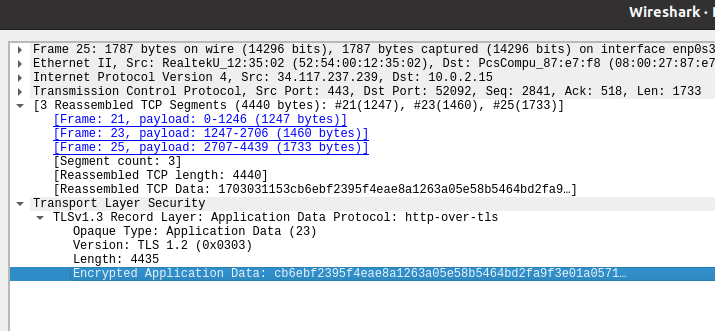 Wireshark ·
Frame 25: 1787 bytes on wire (14296 bits), 1787 bytes captured (14296 bits) on interface enp0s3
Ethernet II, Src: RealtekU_12:35:02 (52:54:00:12:35:02), Dst: PcsCompu_87:e7:f8 (08:00:27:87:e7
Internet Protocol Version 4, Src: 34.117.237.239, Dst: 10.0.2.15
Transmission Control Protocol, Src Port: 443, Dst Port: 52092, Seq: 2841, Ack: 518, Len: 1733
[3 Reassembled TCP Segments (4440 bytes): #21(1247), #23(1460), #25(1733)]
[Frame: 21, payload: 0-1246 (1247 bytes)]
[Frame: 23, payload: 1247-2706 (1460 bytes)]
[Frame: 25, payload: 2707-4439 (1733 bytes)]
[Segment count: 3]
[Reassembled TCP length: 4440]
[Reassembled TCP Data: 1703031153cb6ebf2395f4eae8a1263a05e58b5464bd2fa9…]
Transport Layer Security
TLSv1.3 Record Layer: Application Data Protocol: http-over-tls
Opaque Type: Application Data (23)
Version: TLS 1.2 (0x0303)
Length: 4435
Encrypted Application Data: cb6ebf2395f4eae8a1263a05e58b5464bd2fa9f3e01a0571…